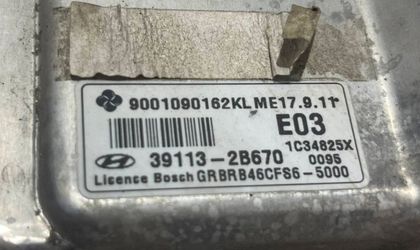 9001090162KL ME17.9.11
E03
1C34825X
39113-2B670 0095
Licence Bosch GRBRB46CFS6-5000